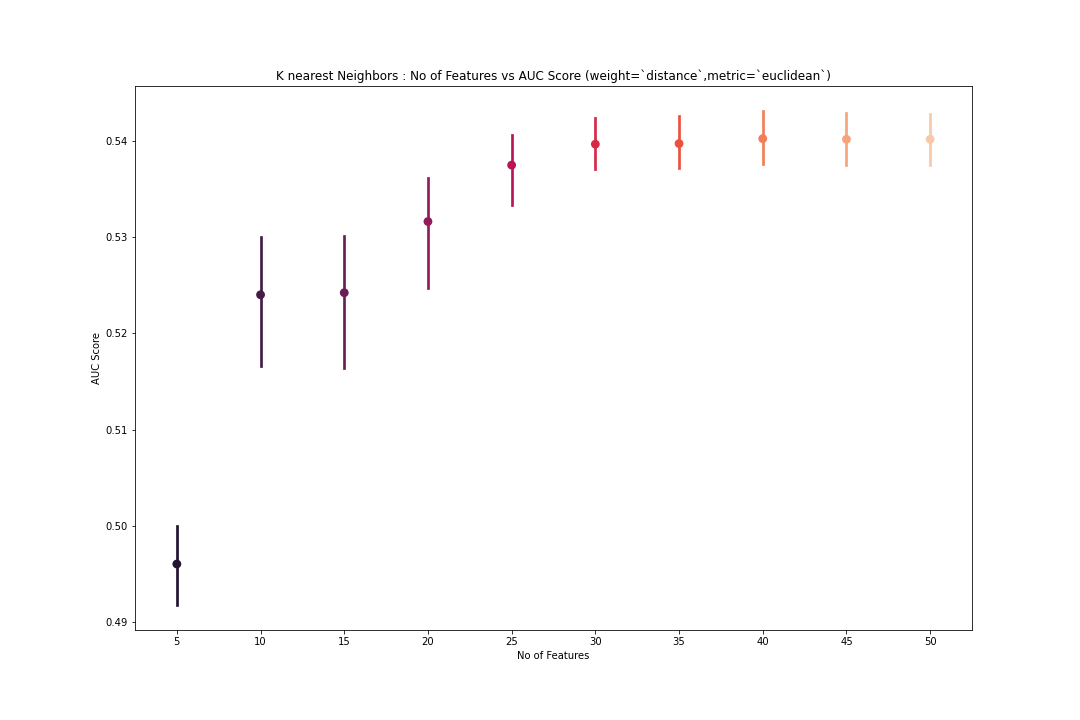 K nearest Neighbors : No of Features vs AUC Score (weight=`distance`,metric=`euclidean`)
AUC Score
0.54
0.53
0.52
0.51
0.50
0.49
5 10 15 20 25 30 35 40 45 50
No of Features